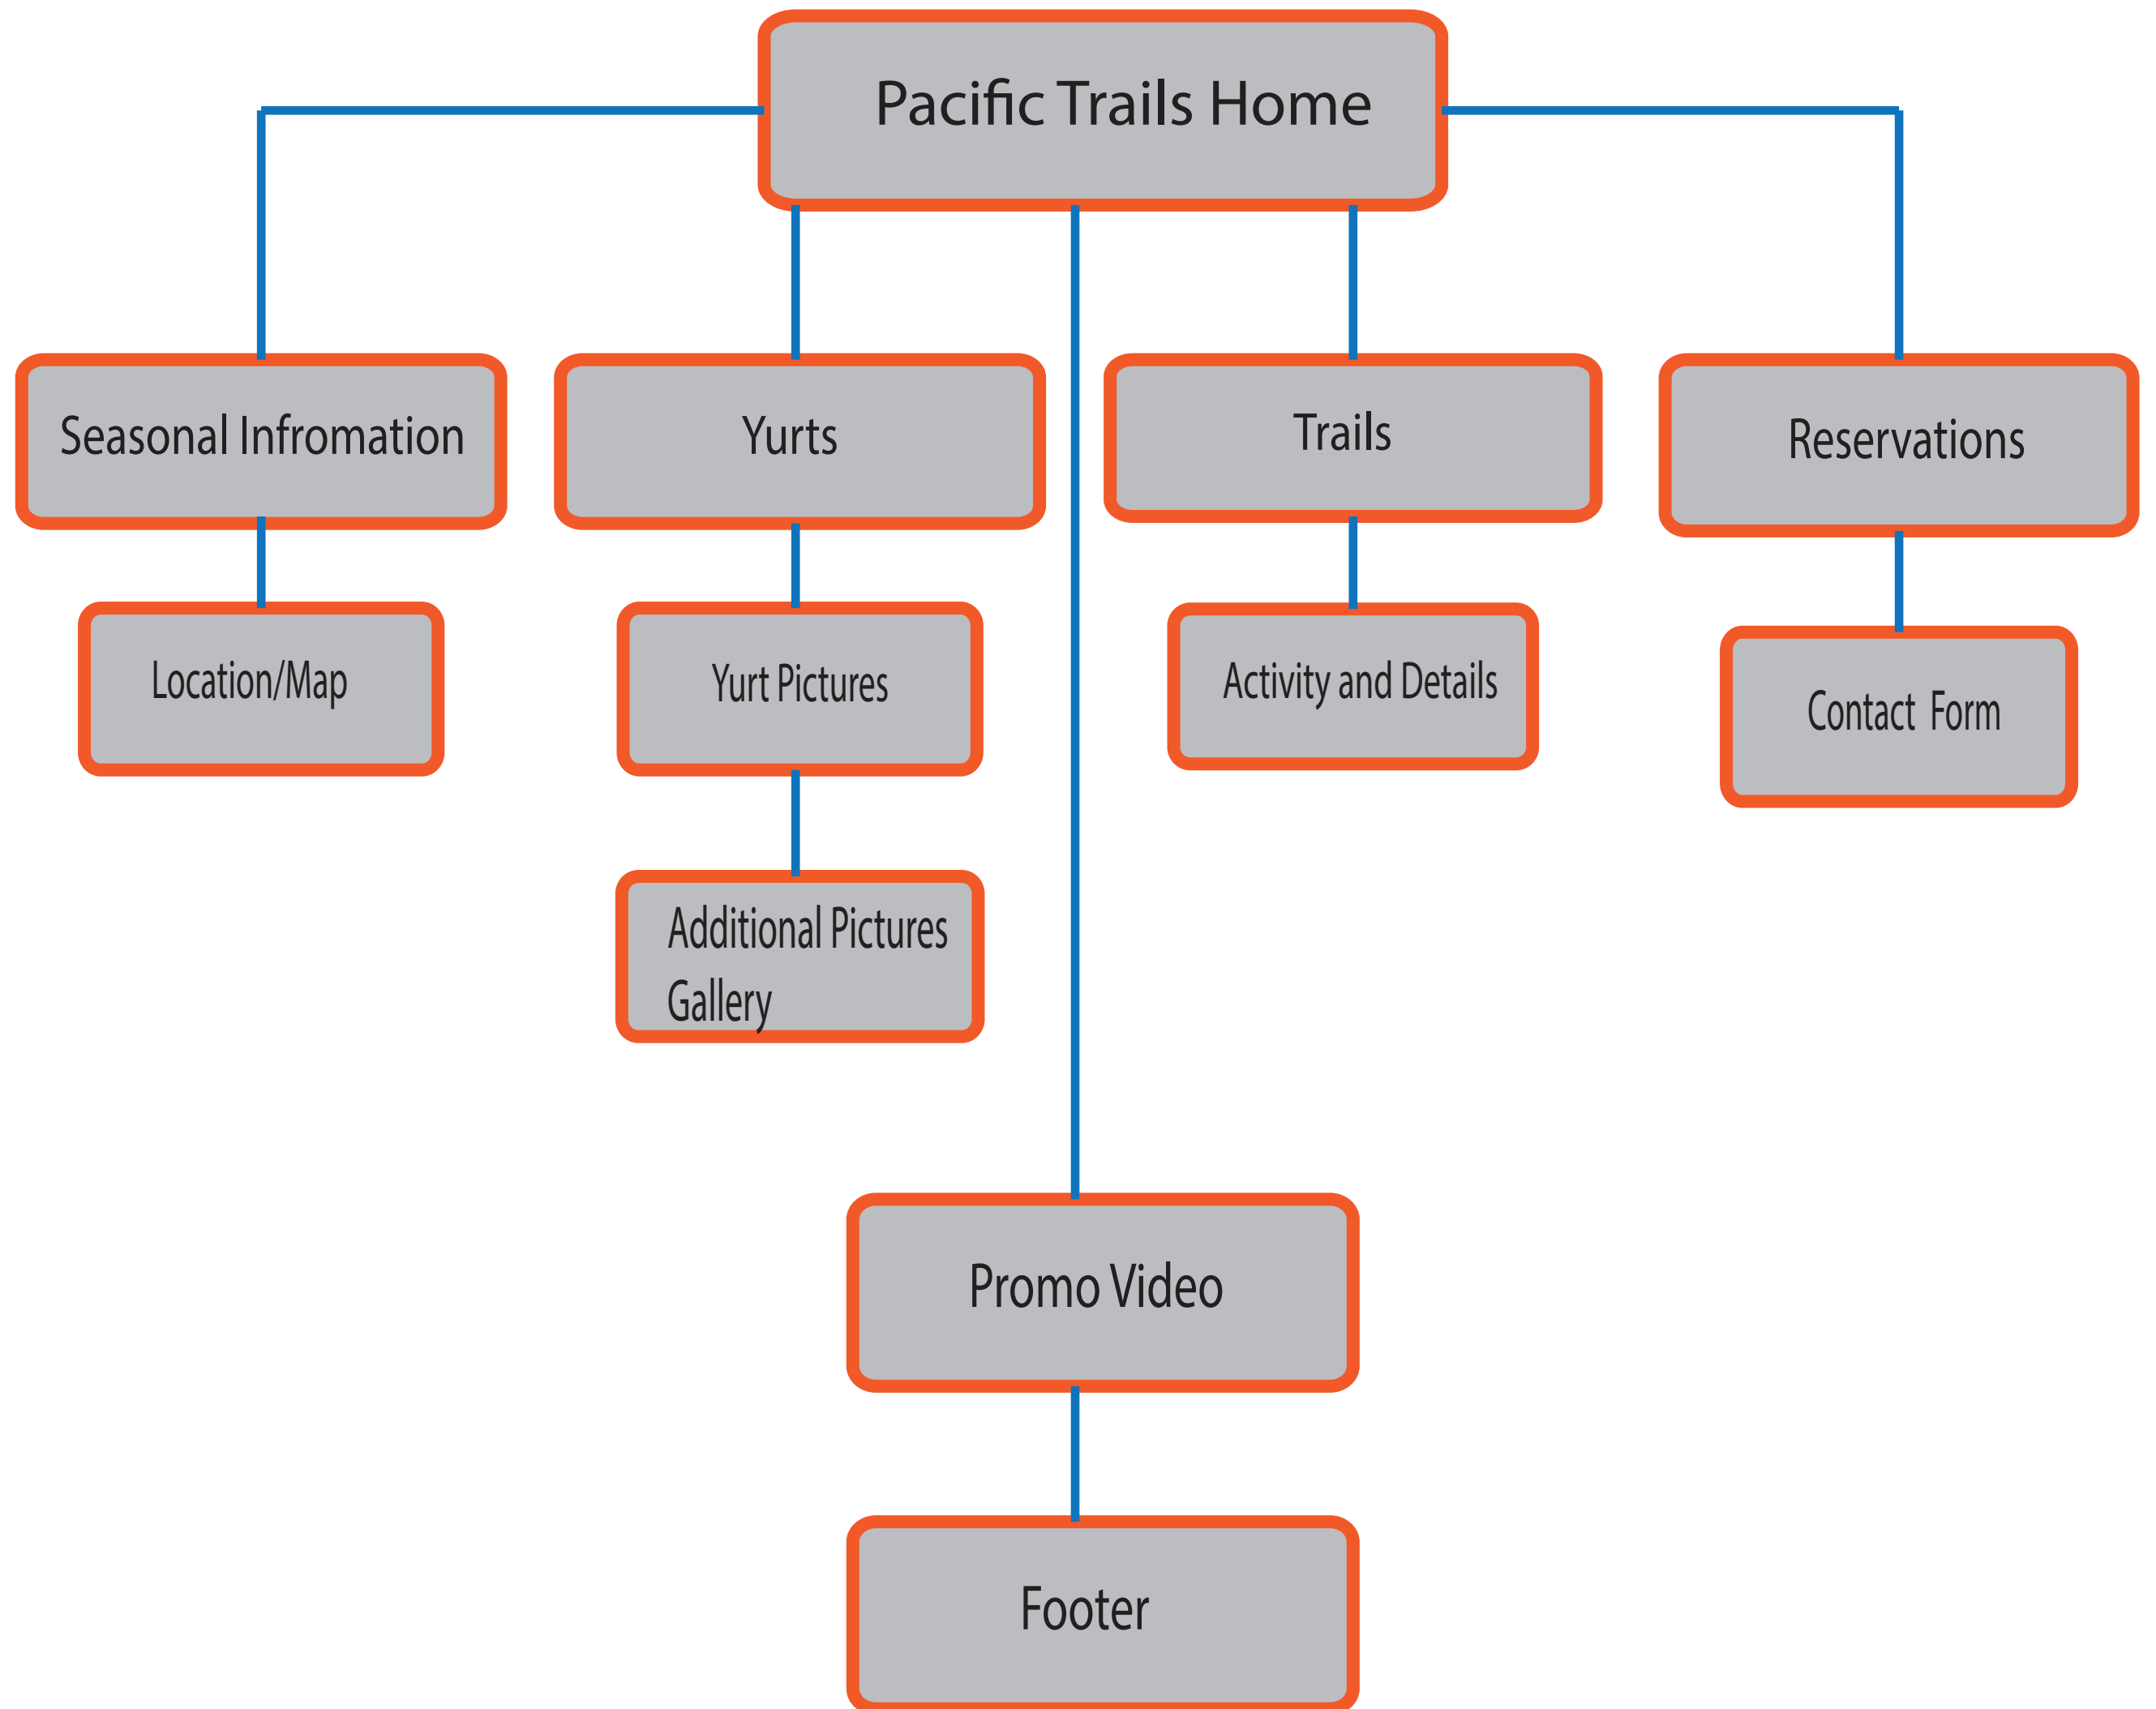 Pacific Trails Home
Seasonal Infromation
Yurts
Trails
Reservations
Location/Map
Yurt Pictures
Activity and Details
Contact Form
Additional Pictures
Gallery
Promo Video
Footer